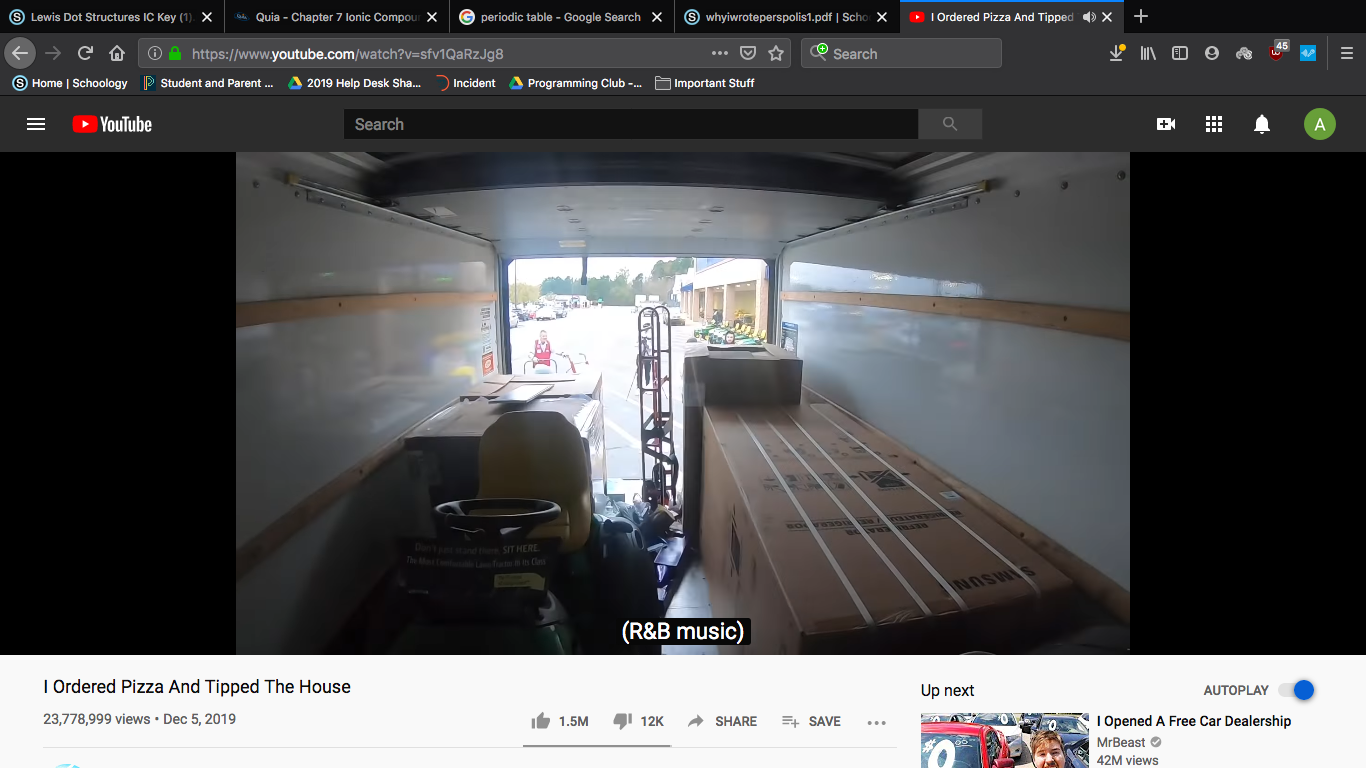 Lewis Dot Structures IC Key (1)
Quia - Chapter 7 Ionic Compou
periodic table - Google Search
whyiwroteperspolis1.pdf | Scho
I Ordered Pizza And Tipped
https://www.youtube.com/watch?v=sfv1QaRzJg8
Search
45
Home | Schoology
Student and Parent ...
2019 Help Desk Sha...
Incident
Programming Club -...
Important Stuff
YouTube
Search
A
Don't just stand there. SIT HERE.
The Most Comfortable Lawn Tractor In Its Class
REFRIGERATOR / REFRIGERATEUR
REFRIGERADOR
SAMSUNG
(R&B music)
I Ordered Pizza And Tipped The House
23,778,999 views • Dec 5, 2019
1.5M
12K
SHARE
SAVE
Up next
AUTOPLAY
I Opened A Free Car Dealership
MrBeast
42M views